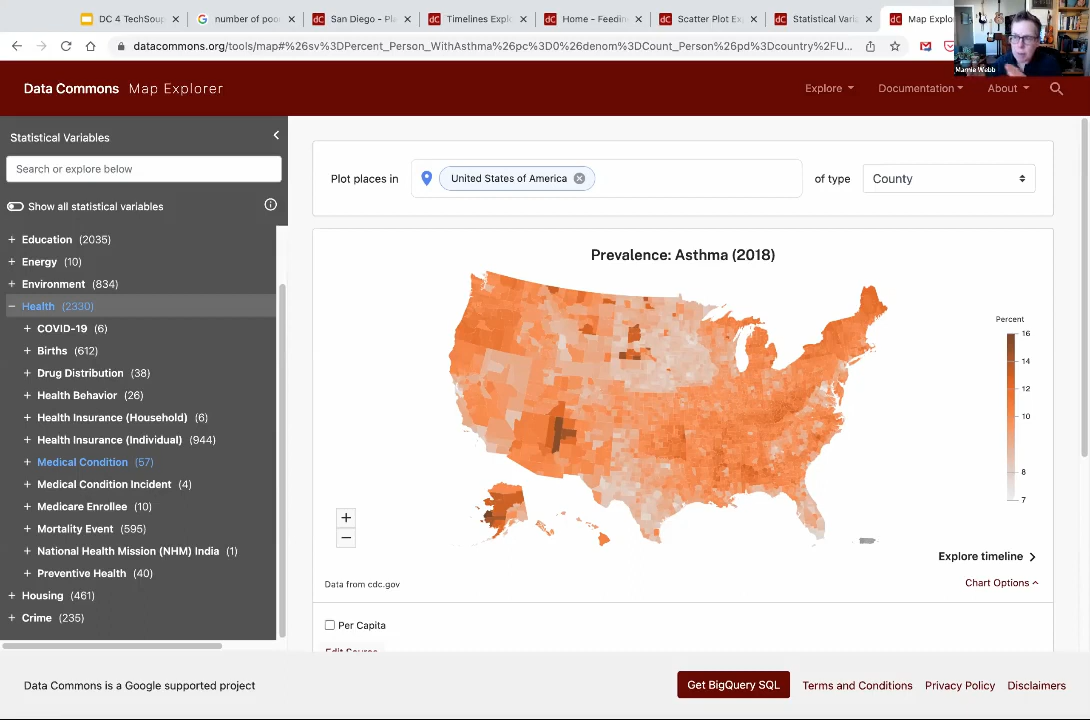 DC 4 TechSoup
number of poo
San Diego - Pl
Timelines Explo
Home - Feedin
Scatter Plot Ex
Statistical Varia
Map Explo
datacommons.org/tools/map#%26sv%3DPercent_Person_WithAsthma%26pc%3D0%26denom%3DCount_Person%26pd%3Dcountry%2FU...
Marnie Webb
Data Commons Map Explorer
Explore
Documentation
About
Statistical Variables
Search or explore below
Show all statistical variables
+ Education (2035)
+ Energy (10)
+ Environment (834)
− Health (2330)
+ COVID-19 (6)
+ Births (612)
+ Drug Distribution (38)
+ Health Behavior (26)
+ Health Insurance (Household) (6)
+ Health Insurance (Individual) (944)
+ Medical Condition (57)
+ Medical Condition Incident (4)
+ Medicare Enrollee (10)
+ Mortality Event (595)
+ National Health Mission (NHM) India (1)
+ Preventive Health (40)
+ Housing (461)
+ Crime (235)
Plot places in
United States of America
of type
County
Prevalence: Asthma (2018)
Percent
16
14
12
10
8
7
+
−
Explore timeline
Data from cdc.gov
Chart Options
Per Capita
Edit Source
Data Commons is a Google supported project
Get BigQuery SQL
Terms and Conditions
Privacy Policy
Disclaimers